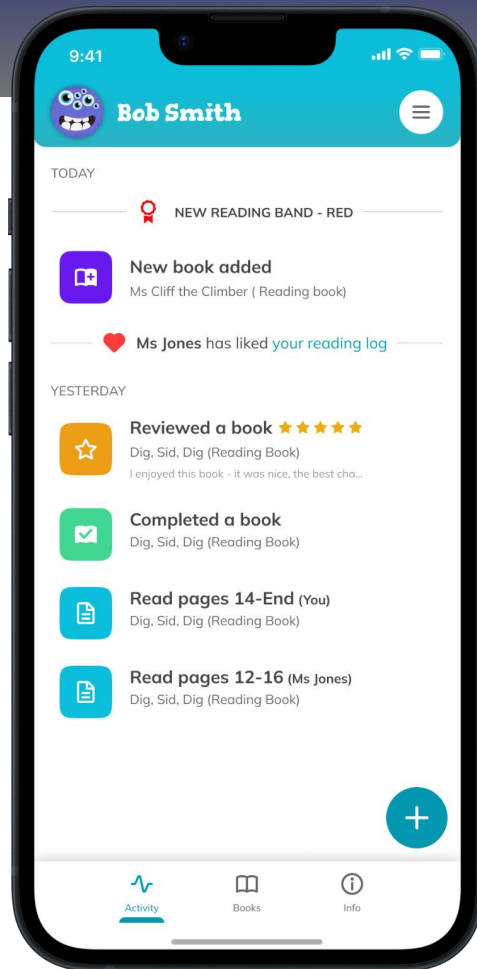 9:41
Bob Smith
TODAY
NEW READING BAND - RED
New book added
Ms Cliff the Climber ( Reading book)
Ms Jones has liked your reading log
YESTERDAY
Reviewed a book
Dig, Sid, Dig (Reading Book)
I enjoyed this book - it was nice, the best cha...
Completed a book
Dig, Sid, Dig (Reading Book)
Read pages 14-End (You)
Dig, Sid, Dig (Reading Book)
Read pages 12-16 (Ms Jones)
Dig, Sid, Dig (Reading Book)
Activity Books Info